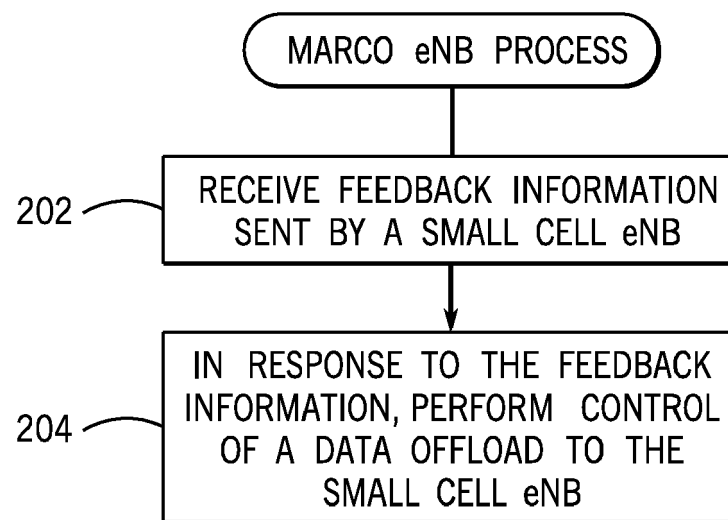 MARCO eNB PROCESS
202
RECEIVE FEEDBACK INFORMATION
SENT BY A SMALL CELL eNB
204
IN RESPONSE TO THE FEEDBACK
INFORMATION, PERFORM CONTROL
OF A DATA OFFLOAD TO THE
SMALL CELL eNB